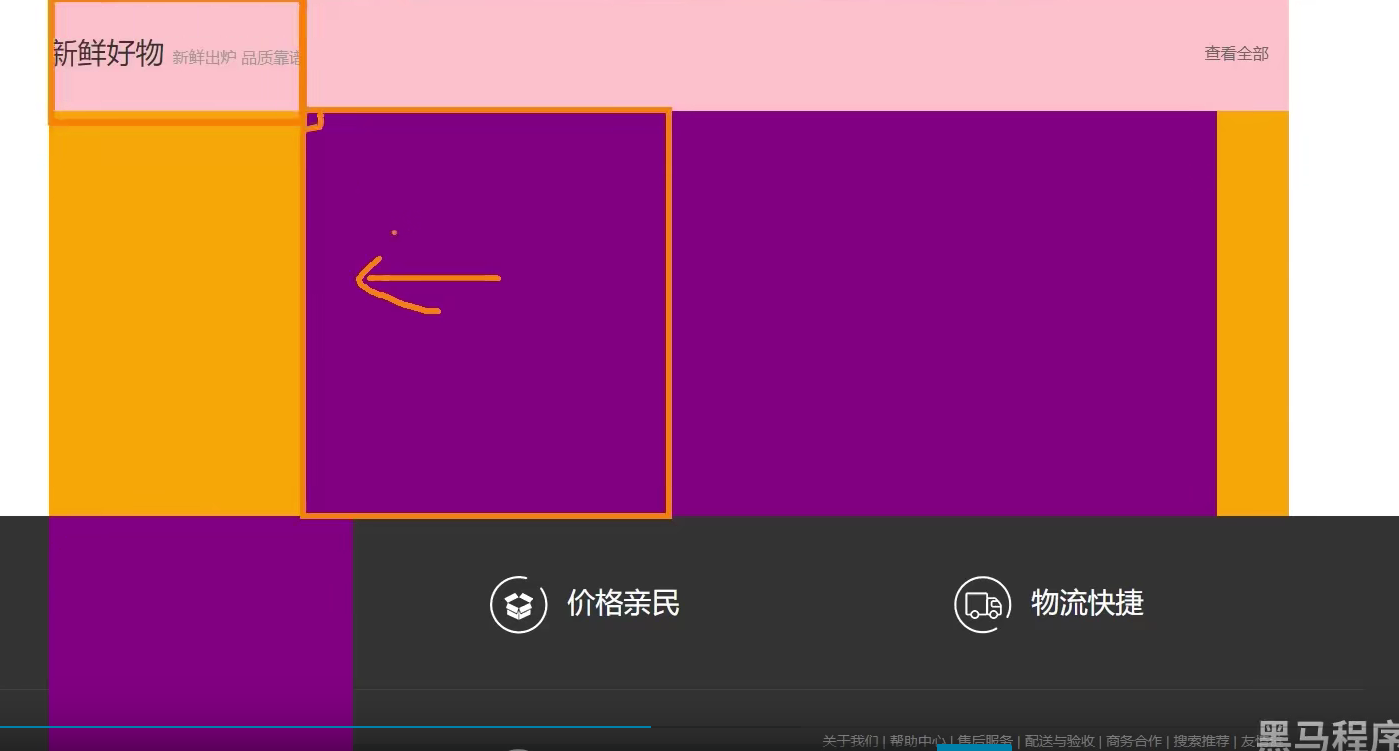 新鲜好物 新鲜出炉 品质靠谱
查看全部
价格亲民
物流快捷
关于我们 | 帮助中心 | 售后服务 | 配送与验收 | 商务合作 | 搜索推荐 | 友
黑马程序